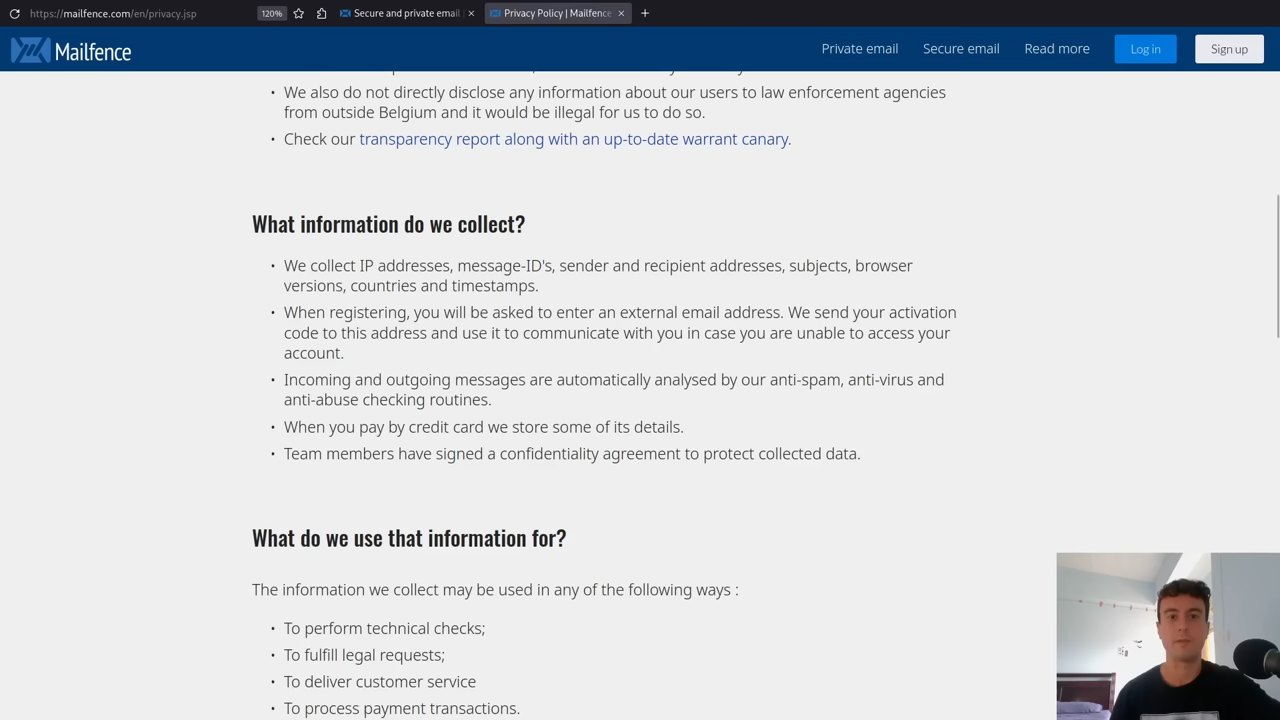 https://mailfence.com/en/privacy.jsp
120%
Secure and private email
Privacy Policy | Mailfence
Mailfence
Private email
Secure email
Read more
Log in
Sign up
• We also do not directly disclose any information about our users to law enforcement agencies
from outside Belgium and it would be illegal for us to do so.
• Check our transparency report along with an up-to-date warrant canary.
What information do we collect?
• We collect IP addresses, message-ID's, sender and recipient addresses, subjects, browser
versions, countries and timestamps.
• When registering, you will be asked to enter an external email address. We send your activation
code to this address and use it to communicate with you in case you are unable to access your
account.
• Incoming and outgoing messages are automatically analysed by our anti-spam, anti-virus and
anti-abuse checking routines.
• When you pay by credit card we store some of its details.
• Team members have signed a confidentiality agreement to protect collected data.
What do we use that information for?
The information we collect may be used in any of the following ways :
• To perform technical checks;
• To fulfill legal requests;
• To deliver customer service
• To process payment transactions.